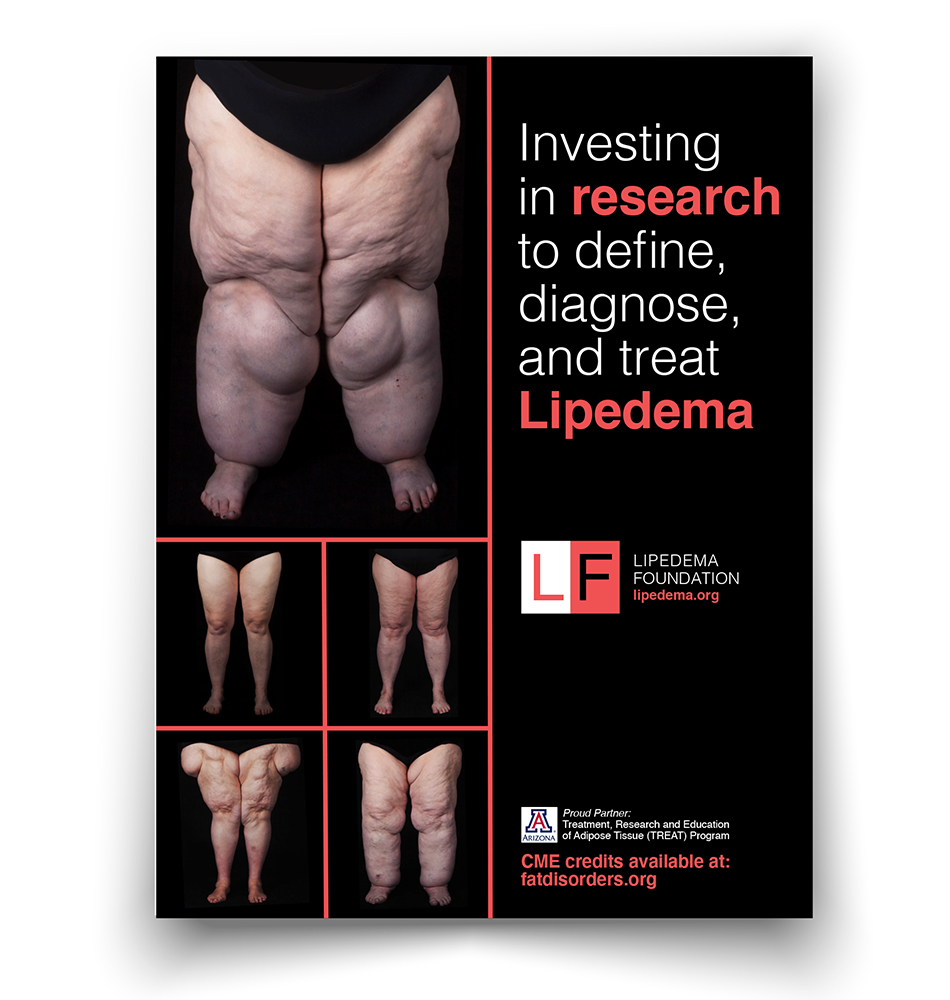 Investing
in research
to define,
diagnose,
and treat
Lipedema
LF
LIPEDEMA
FOUNDATION
lipedema.org
A
ARIZONA
Proud Partner:
Treatment, Research and Education
of Adipose Tissue (TREAT) Program
CME credits available at:
fatdisorders.org